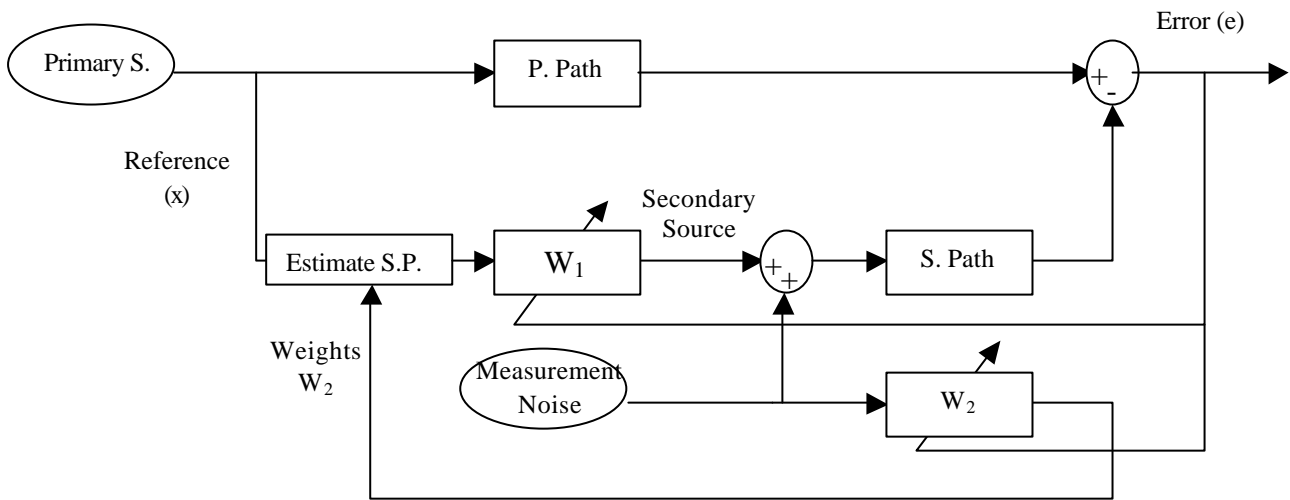 Error (e)
Primary S.
P. Path
+
-
Reference
(x)
Secondary
Source
Estimate S.P.
W₁
+
+
S. Path
Weights
W₂
Measurement
Noise
W₂